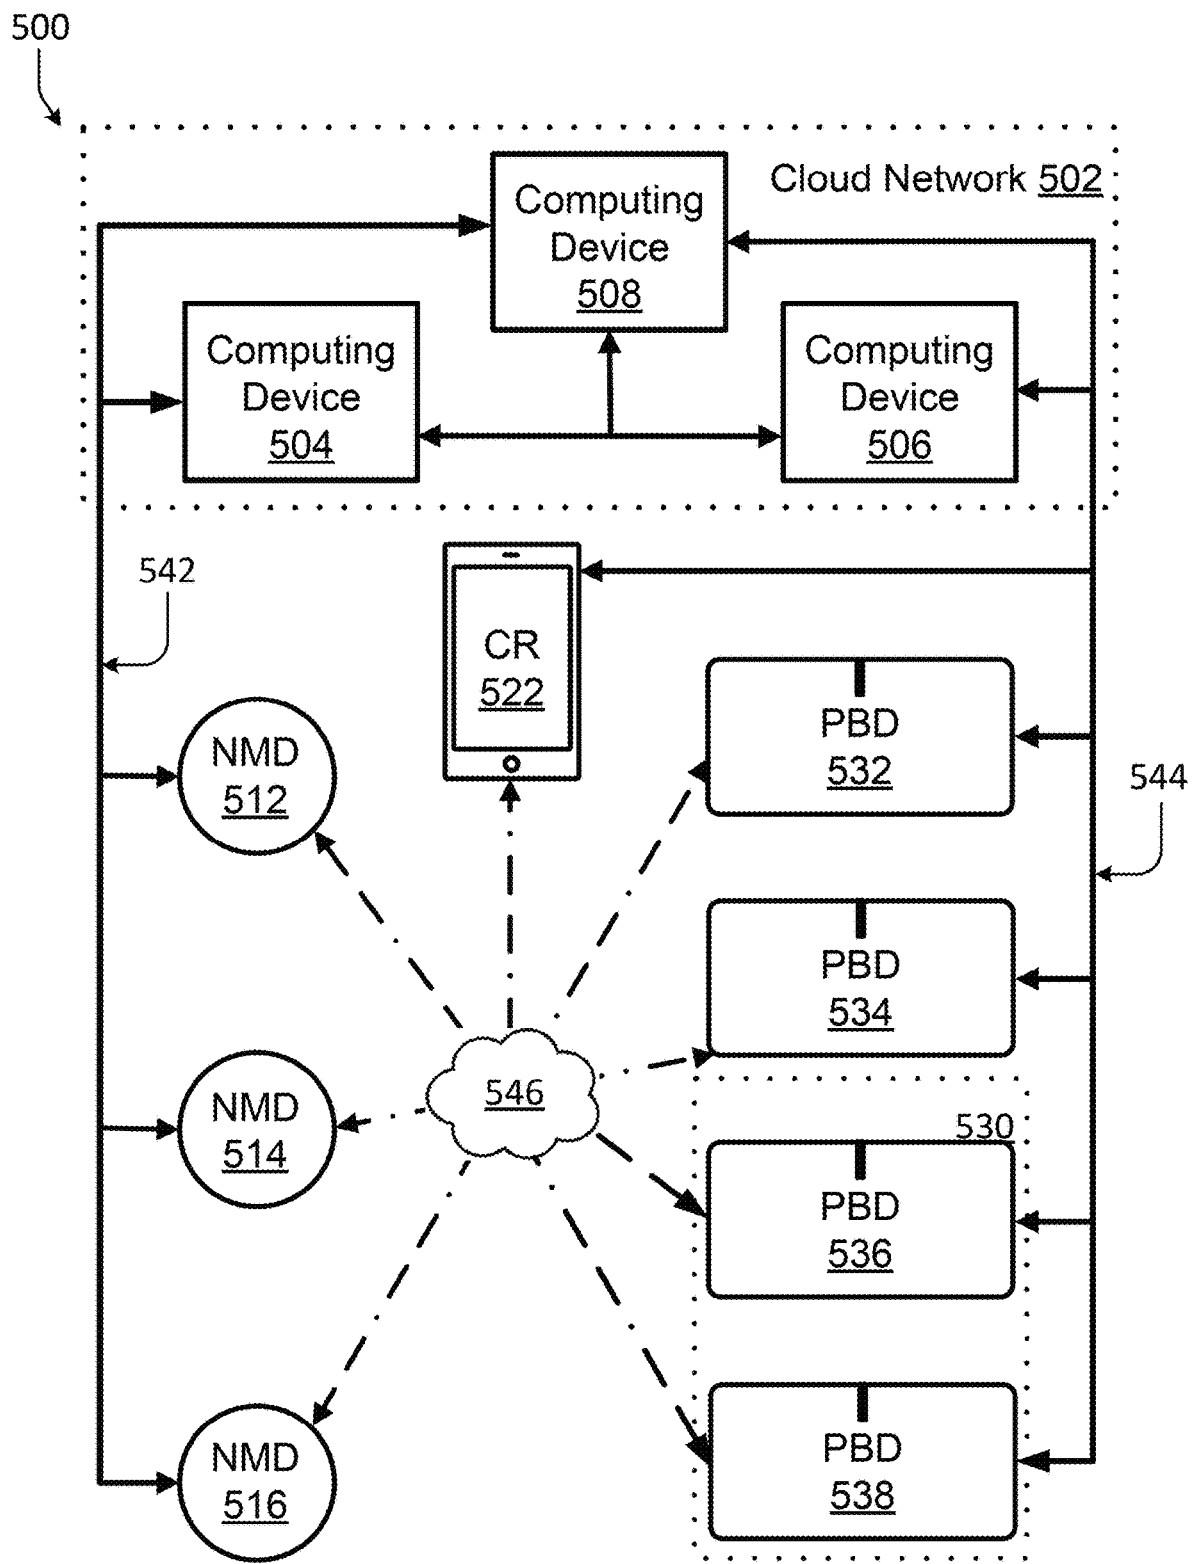 500
Cloud Network 502
Computing
Device
508
Computing
Device
504
Computing
Device
506
542
CR
522
NMD
512
PBD
532
544
PBD
534
546
NMD
514
530
PBD
536
NMD
516
PBD
538